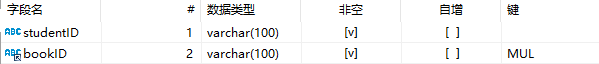 字段名 # 数据类型 非空 自增 键
ABC studentID 1 varchar(100) [v] [ ]
ABC bookID 2 varchar(100) [v] [ ] MUL